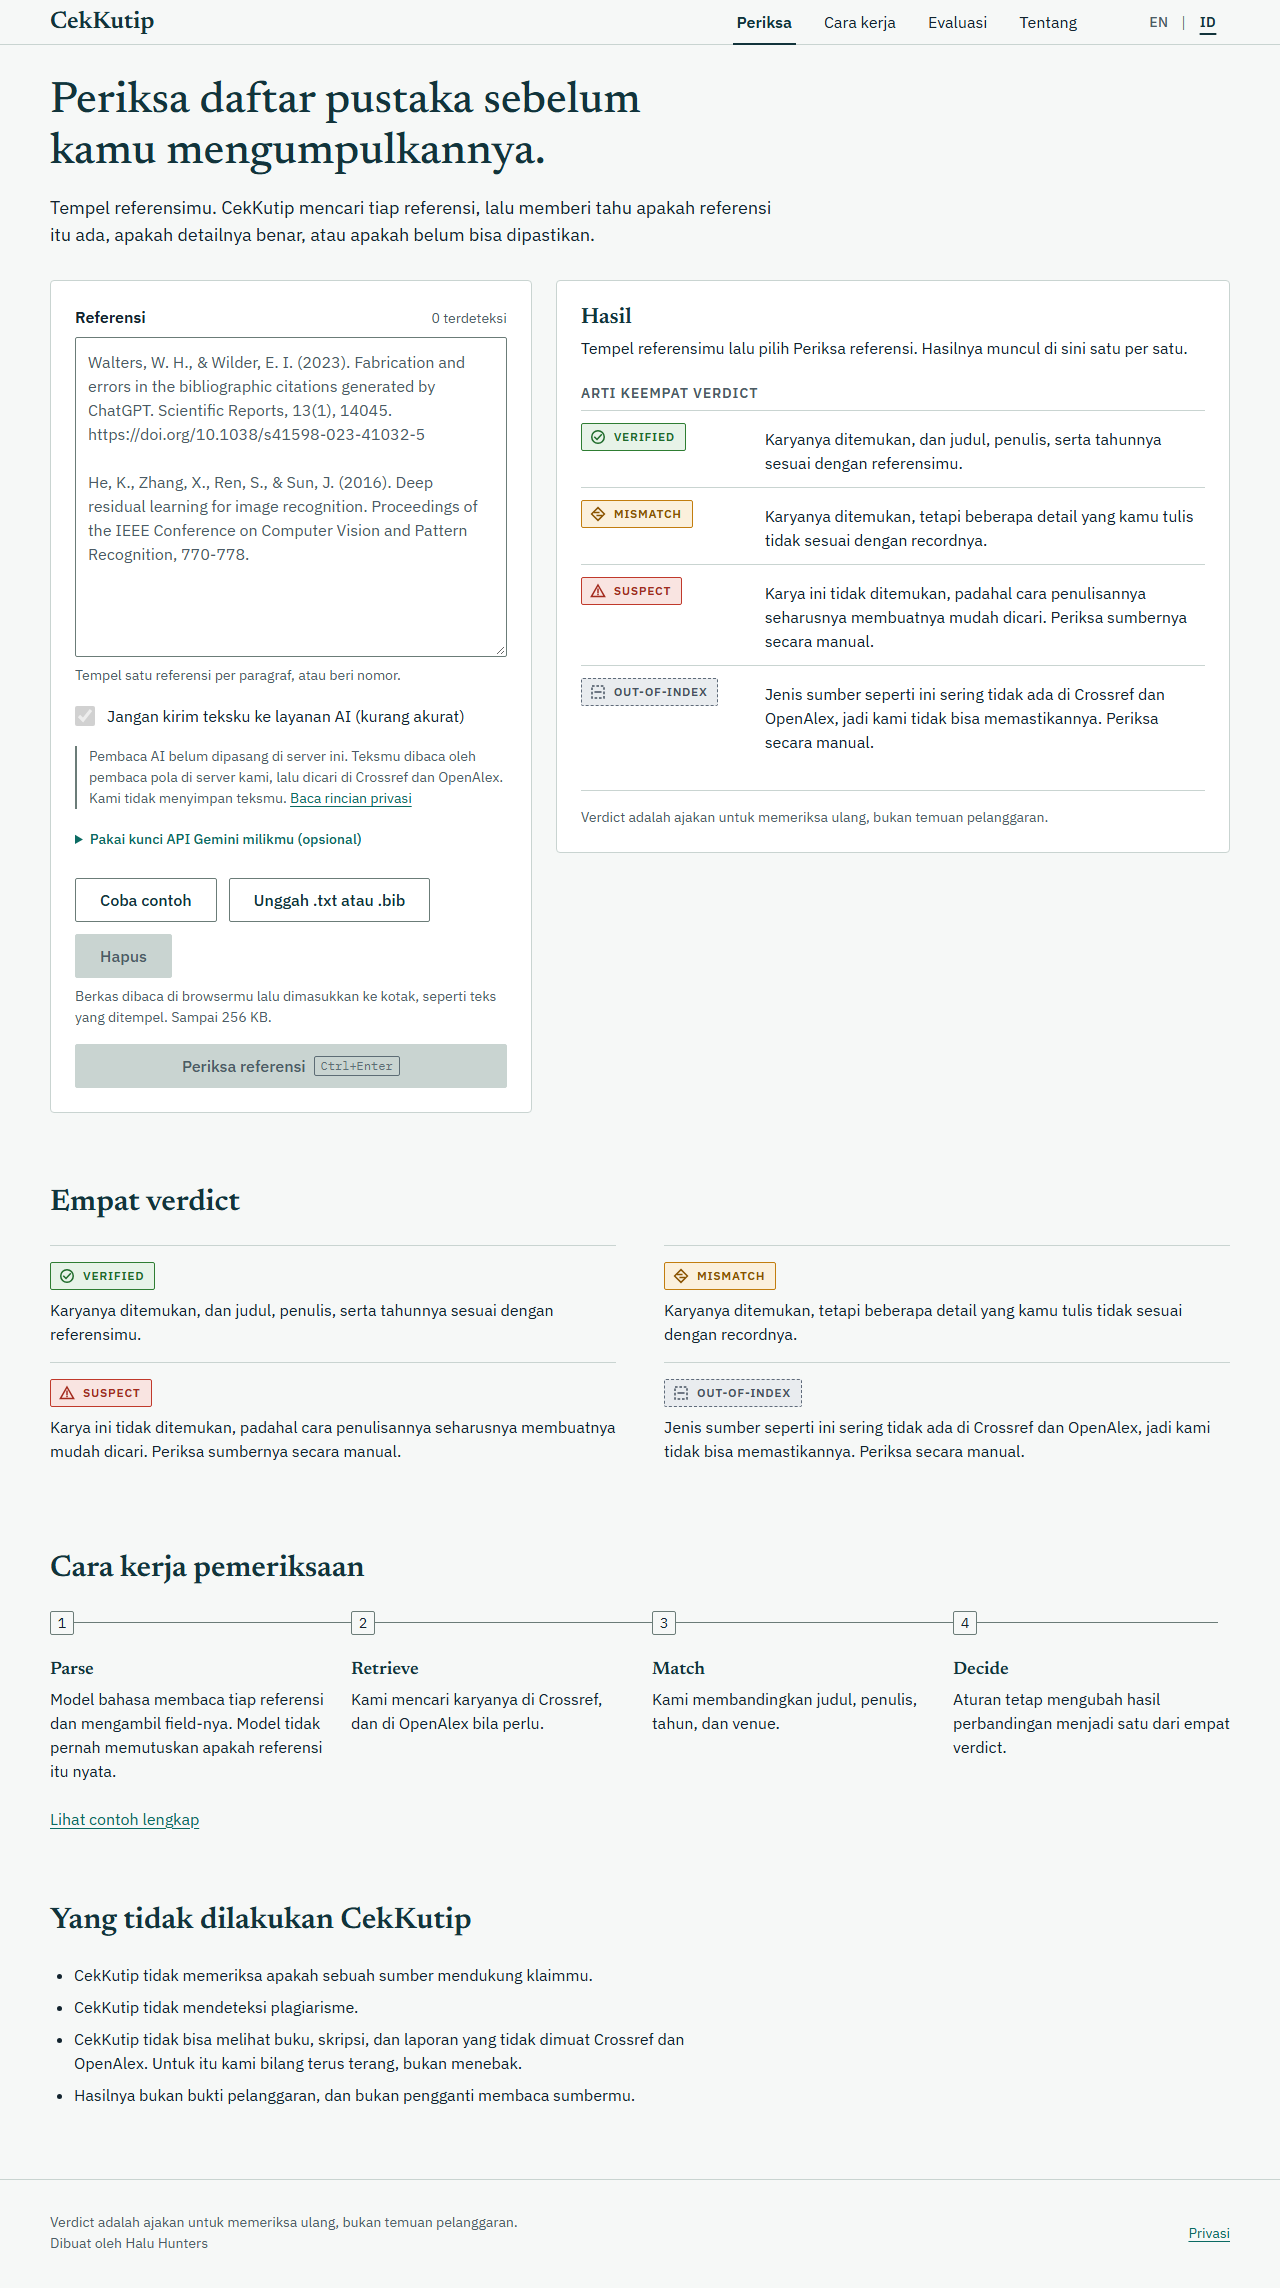 CekKutip
Periksa
Cara kerja
Evaluasi
Tentang
EN | ID
Periksa daftar pustaka sebelum
kamu mengumpulkannya.
Tempel referensimu. CekKutip mencari tiap referensi, lalu memberi tahu apakah referensi
itu ada, apakah detailnya benar, atau apakah belum bisa dipastikan.
Referensi
0 terdeteksi
Walters, W. H., & Wilder, E. I. (2023). Fabrication and
errors in the bibliographic citations generated by
ChatGPT. Scientific Reports, 13(1), 14045.
https://doi.org/10.1038/s41598-023-41032-5
He, K., Zhang, X., Ren, S., & Sun, J. (2016). Deep
residual learning for image recognition. Proceedings of
the IEEE Conference on Computer Vision and Pattern
Recognition, 770-778.
Tempel satu referensi per paragraf, atau beri nomor.
Jangan kirim teksku ke layanan AI (kurang akurat)
Pembaca AI belum dipasang di server ini. Teksmu dibaca oleh
pembaca pola di server kami, lalu dicari di Crossref dan OpenAlex.
Kami tidak menyimpan teksmu. Baca rincian privasi
Pakai kunci API Gemini milikmu (opsional)
Coba contoh
Unggah .txt atau .bib
Hapus
Berkas dibaca di browsermu lalu dimasukkan ke kotak, seperti teks
yang ditempel. Sampai 256 KB.
Periksa referensi Ctrl+Enter
Hasil
Tempel referensimu lalu pilih Periksa referensi. Hasilnya muncul di sini satu per satu.
ARTI KEEMPAT VERDICT
VERIFIED
Karyanya ditemukan, dan judul, penulis, serta tahunnya
sesuai dengan referensimu.
MISMATCH
Karyanya ditemukan, tetapi beberapa detail yang kamu tulis
tidak sesuai dengan recordnya.
SUSPECT
Karya ini tidak ditemukan, padahal cara penulisannya
seharusnya membuatnya mudah dicari. Periksa sumbernya
secara manual.
OUT-OF-INDEX
Jenis sumber seperti ini sering tidak ada di Crossref dan
OpenAlex, jadi kami tidak bisa memastikannya. Periksa
secara manual.
Verdict adalah ajakan untuk memeriksa ulang, bukan temuan pelanggaran.
Empat verdict
VERIFIED
Karyanya ditemukan, dan judul, penulis, serta tahunnya sesuai dengan
referensimu.
MISMATCH
Karyanya ditemukan, tetapi beberapa detail yang kamu tulis tidak sesuai
dengan recordnya.
SUSPECT
Karya ini tidak ditemukan, padahal cara penulisannya seharusnya membuatnya
mudah dicari. Periksa sumbernya secara manual.
OUT-OF-INDEX
Jenis sumber seperti ini sering tidak ada di Crossref dan OpenAlex, jadi kami
tidak bisa memastikannya. Periksa secara manual.
Cara kerja pemeriksaan
1
Parse
Model bahasa membaca tiap referensi
dan mengambil field-nya. Model tidak
pernah memutuskan apakah referensi
itu nyata.
2
Retrieve
Kami mencari karyanya di Crossref,
dan di OpenAlex bila perlu.
3
Match
Kami membandingkan judul, penulis,
tahun, dan venue.
4
Decide
Aturan tetap mengubah hasil
perbandingan menjadi satu dari empat
verdict.
Lihat contoh lengkap
Yang tidak dilakukan CekKutip
• CekKutip tidak memeriksa apakah sebuah sumber mendukung klaimmu.
• CekKutip tidak mendeteksi plagiarisme.
• CekKutip tidak bisa melihat buku, skripsi, dan laporan yang tidak dimuat Crossref dan
OpenAlex. Untuk itu kami bilang terus terang, bukan menebak.
• Hasilnya bukan bukti pelanggaran, dan bukan pengganti membaca sumbermu.
Verdict adalah ajakan untuk memeriksa ulang, bukan temuan pelanggaran.
Dibuat oleh Halu Hunters
Privasi